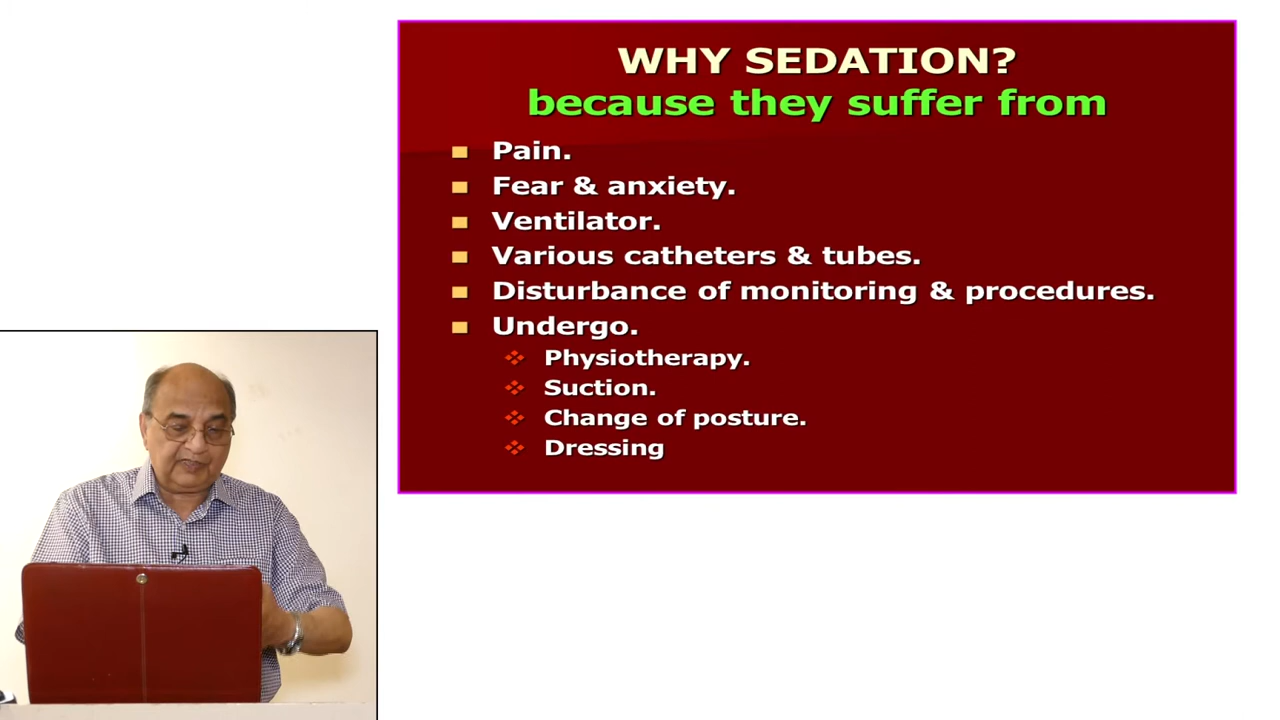 WHY SEDATION?
because they suffer from
Pain.
Fear & anxiety.
Ventilator.
Various catheters & tubes.
Disturbance of monitoring & procedures.
Undergo.
Physiotherapy.
Suction.
Change of posture.
Dressing